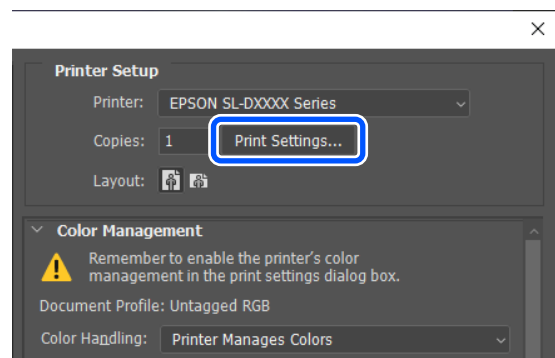 Printer Setup
Printer: EPSON SL-DXXXX Series
Copies: 1 Print Settings...
Layout:
Color Management
Remember to enable the printer's color
management in the print settings dialog box.
Document Profile: Untagged RGB
Color Handling: Printer Manages Colors